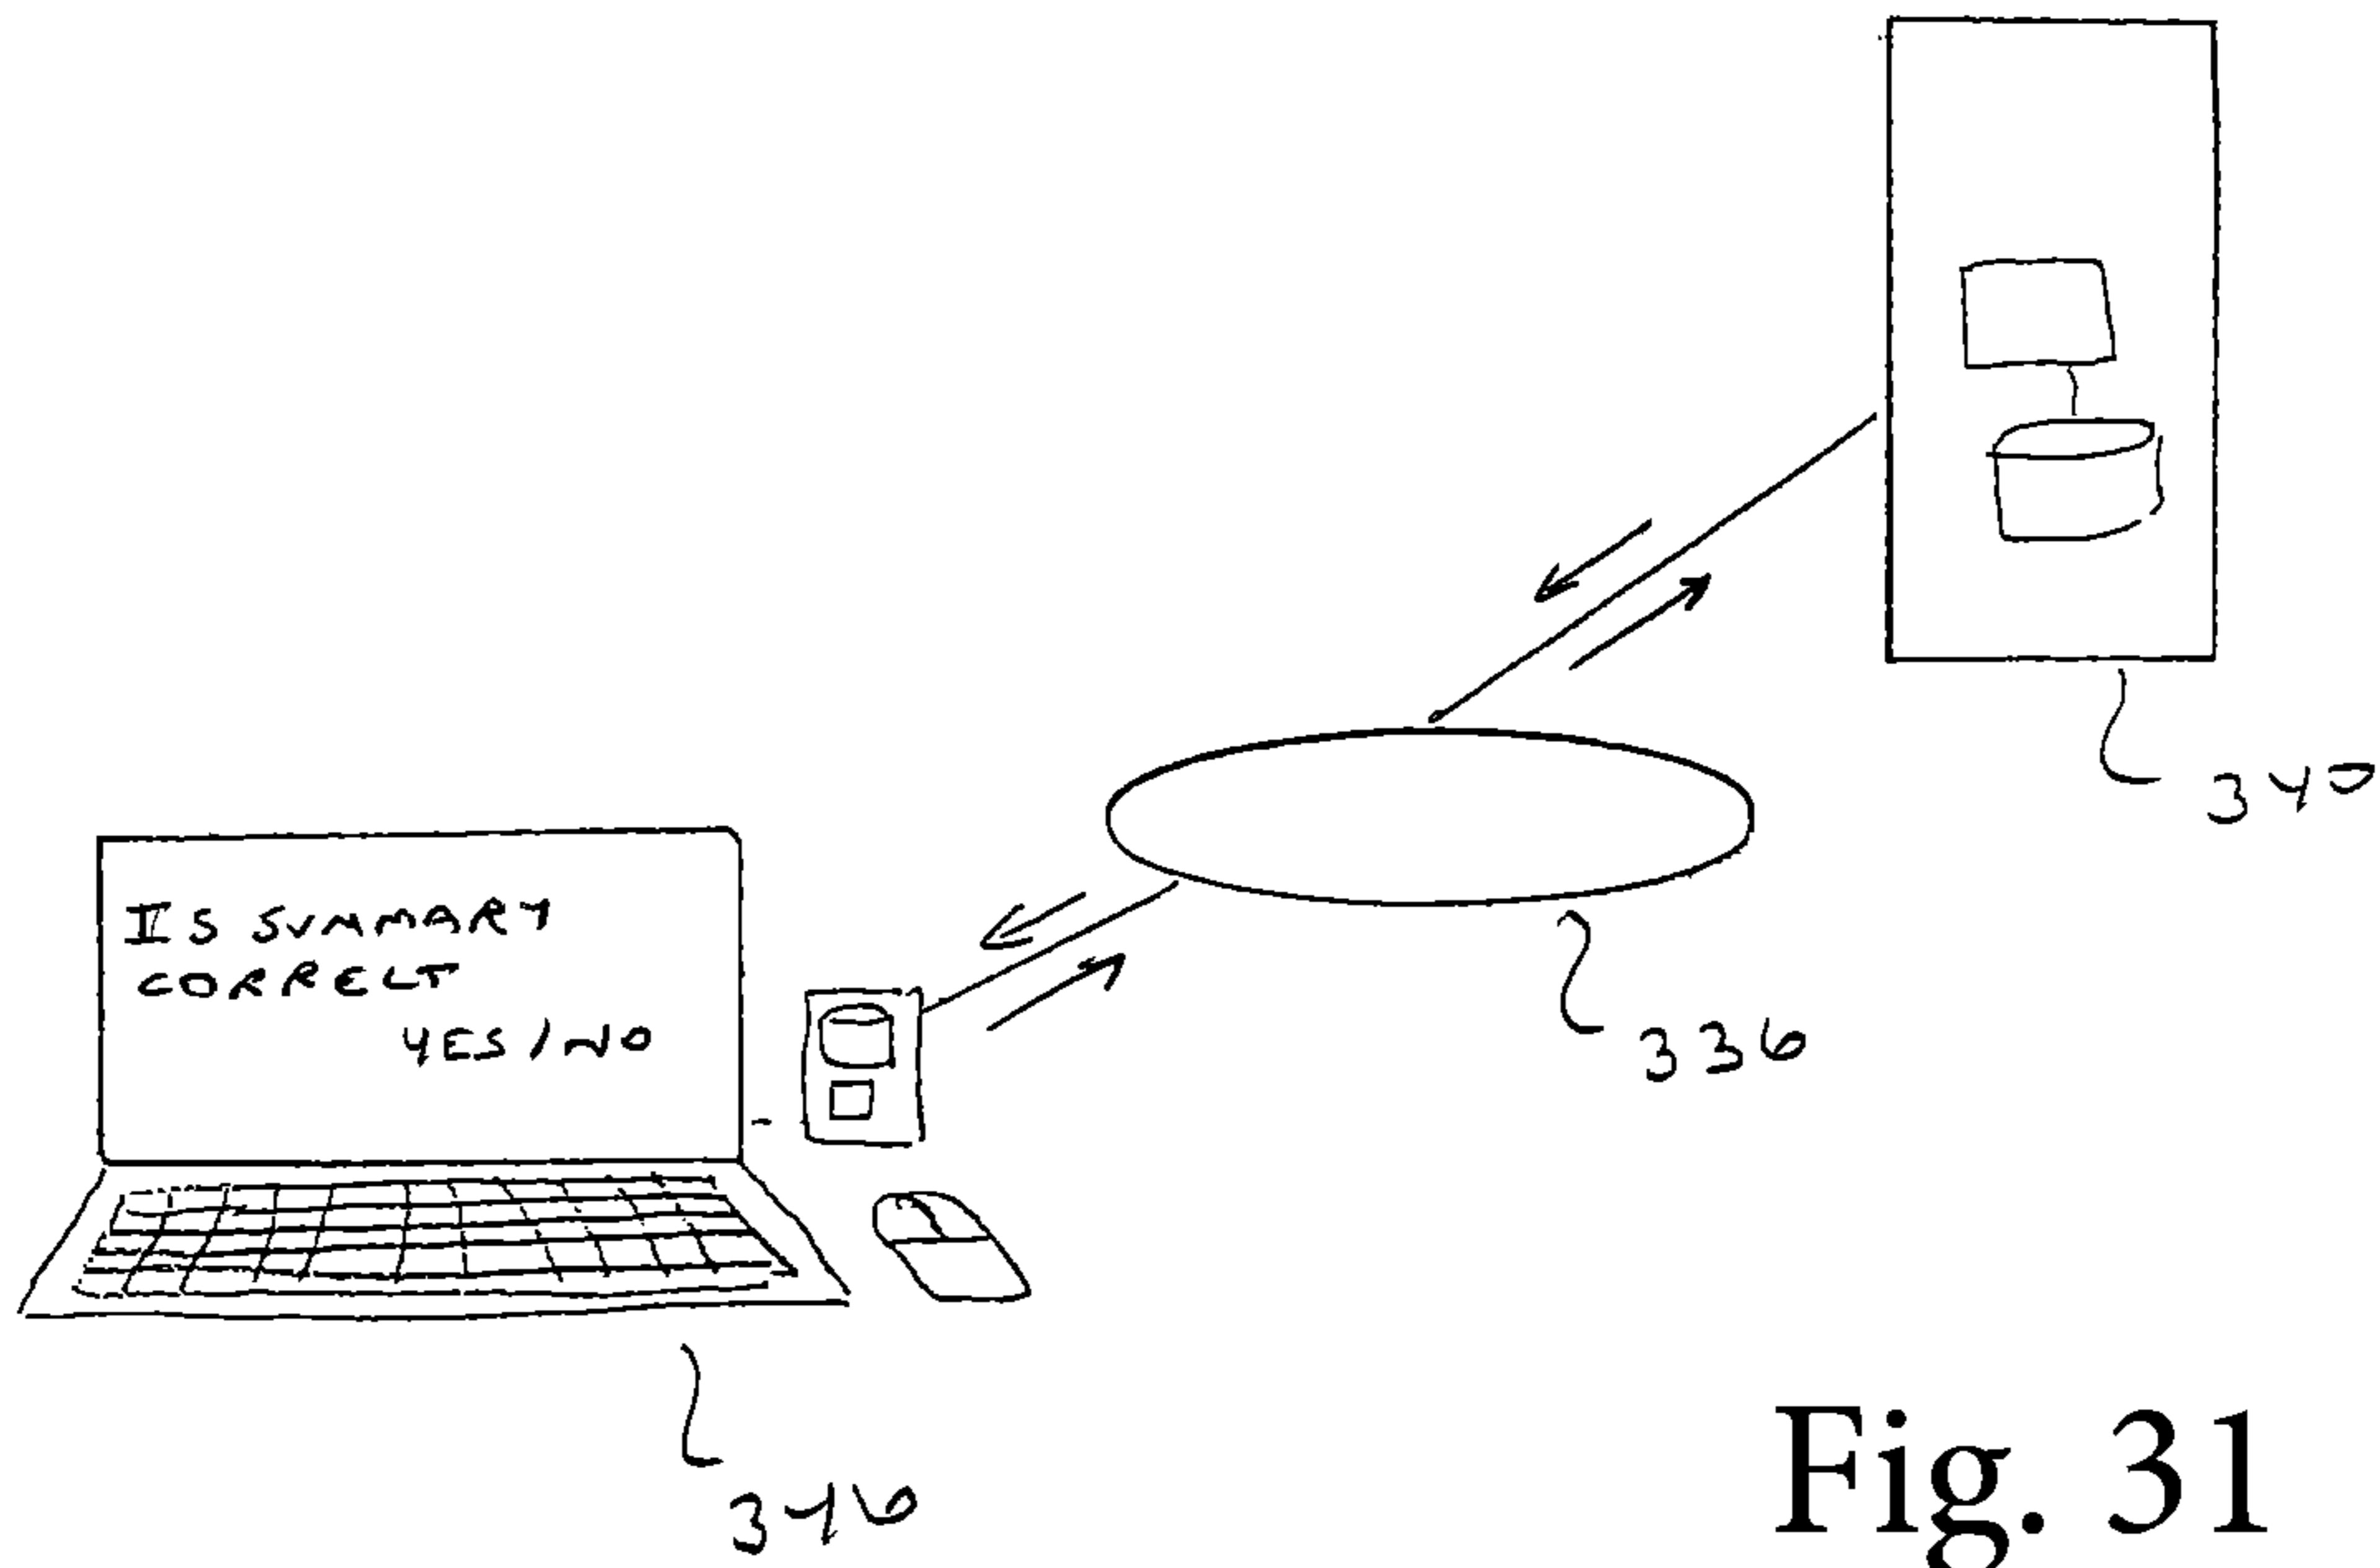 340
IS SUMMARY
CORRECT
YES/NO
336
346
Fig. 31